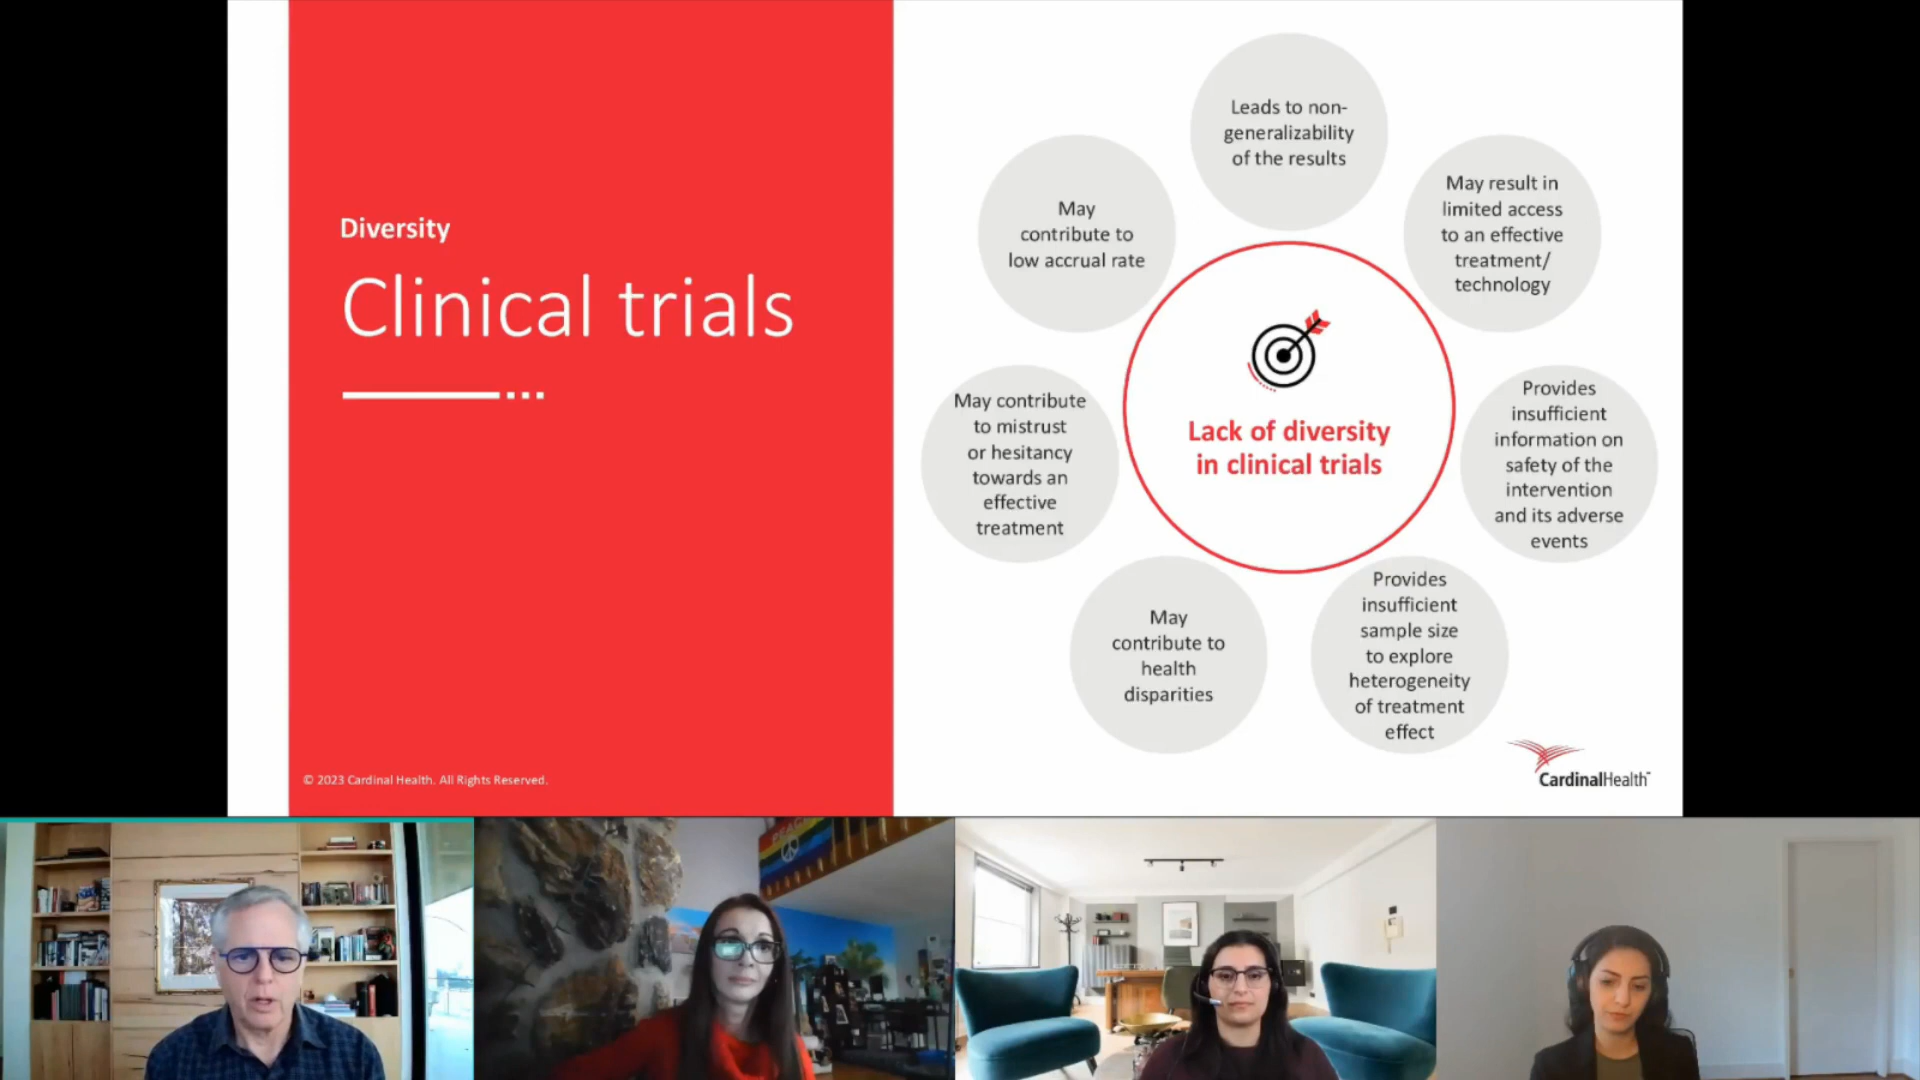 Diversity
Clinical trials
© 2023 Cardinal Health. All Rights Reserved.
Leads to non-
generalizability
of the results
May result in
limited access
to an effective
treatment/
technology
Provides
insufficient
information on
safety of the
intervention
and its adverse
events
Provides
insufficient
sample size
to explore
heterogeneity
of treatment
effect
May
contribute to
health
disparities
May contribute
to mistrust
or hesitancy
towards an
effective
treatment
May
contribute to
low accrual rate
Lack of diversity
in clinical trials
CardinalHealth™
PEACE